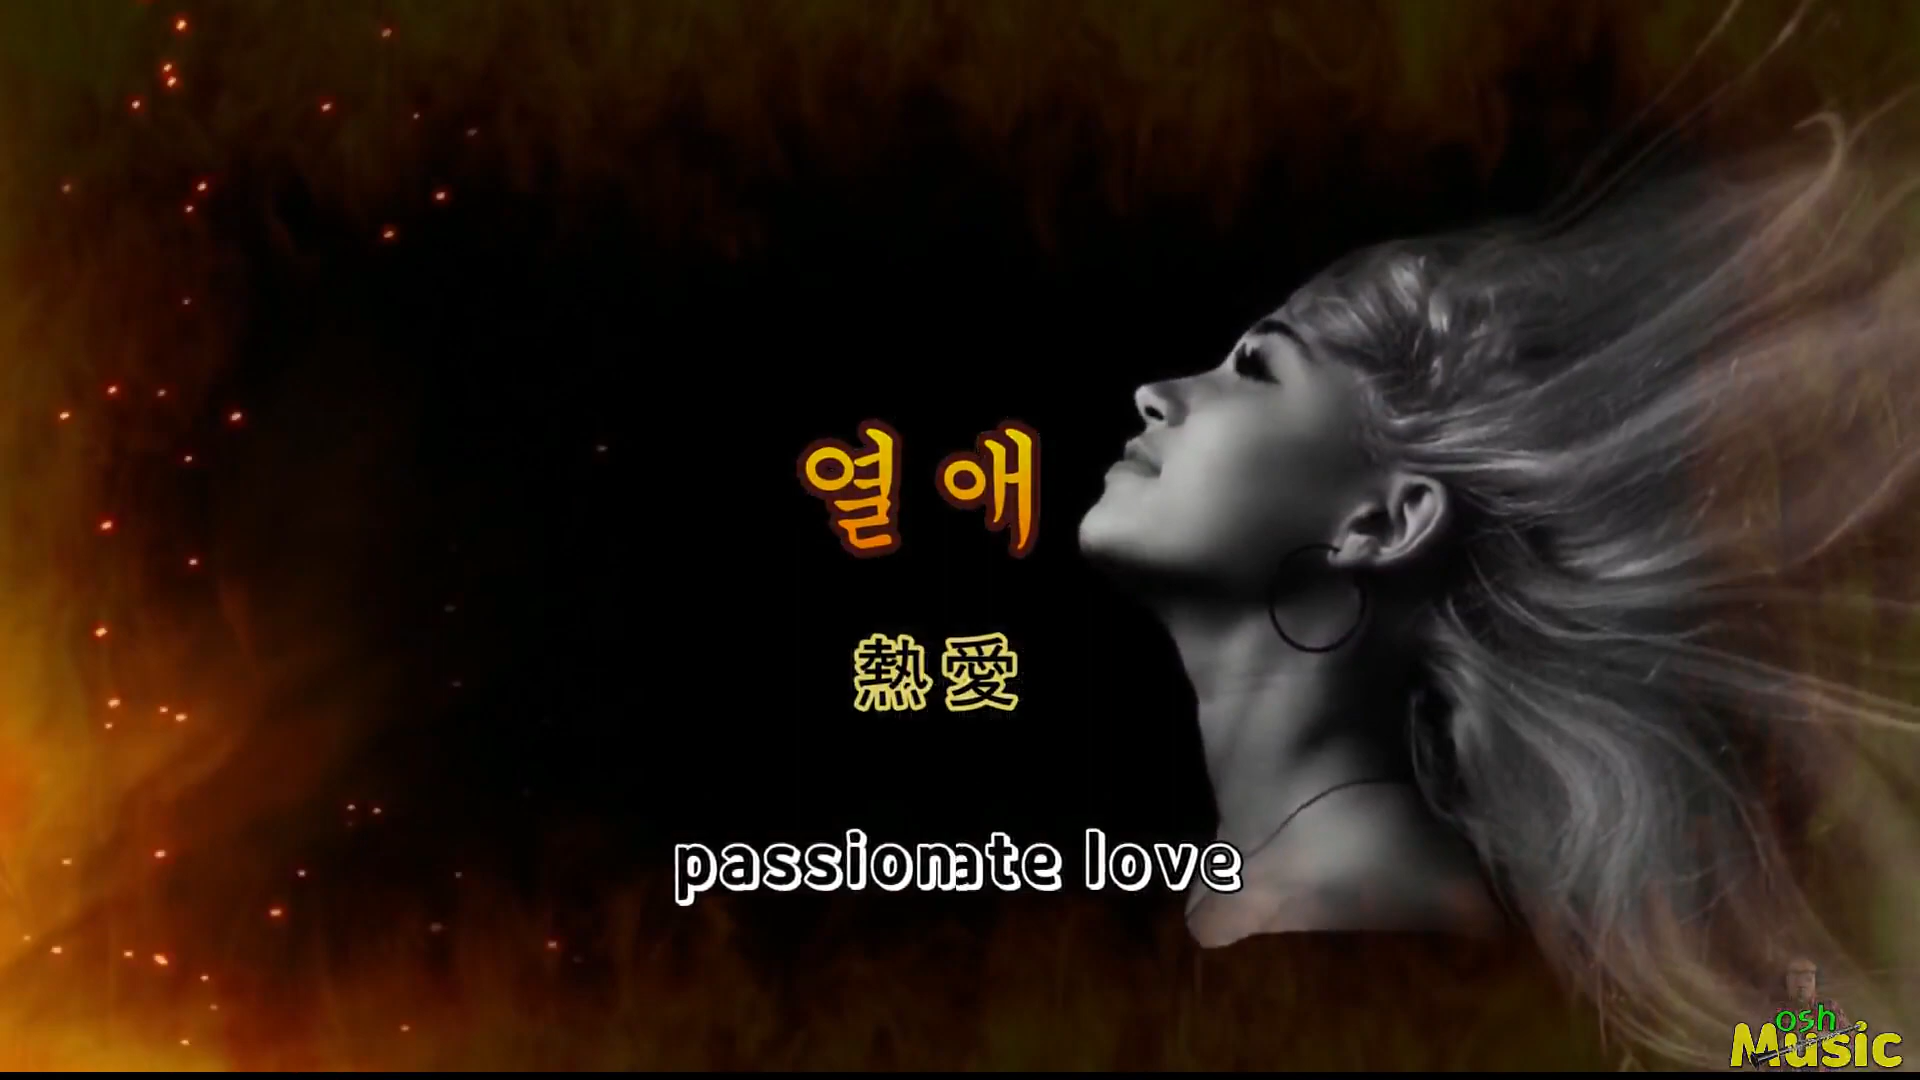 열 애
熱 愛
passionate love
osh
Music